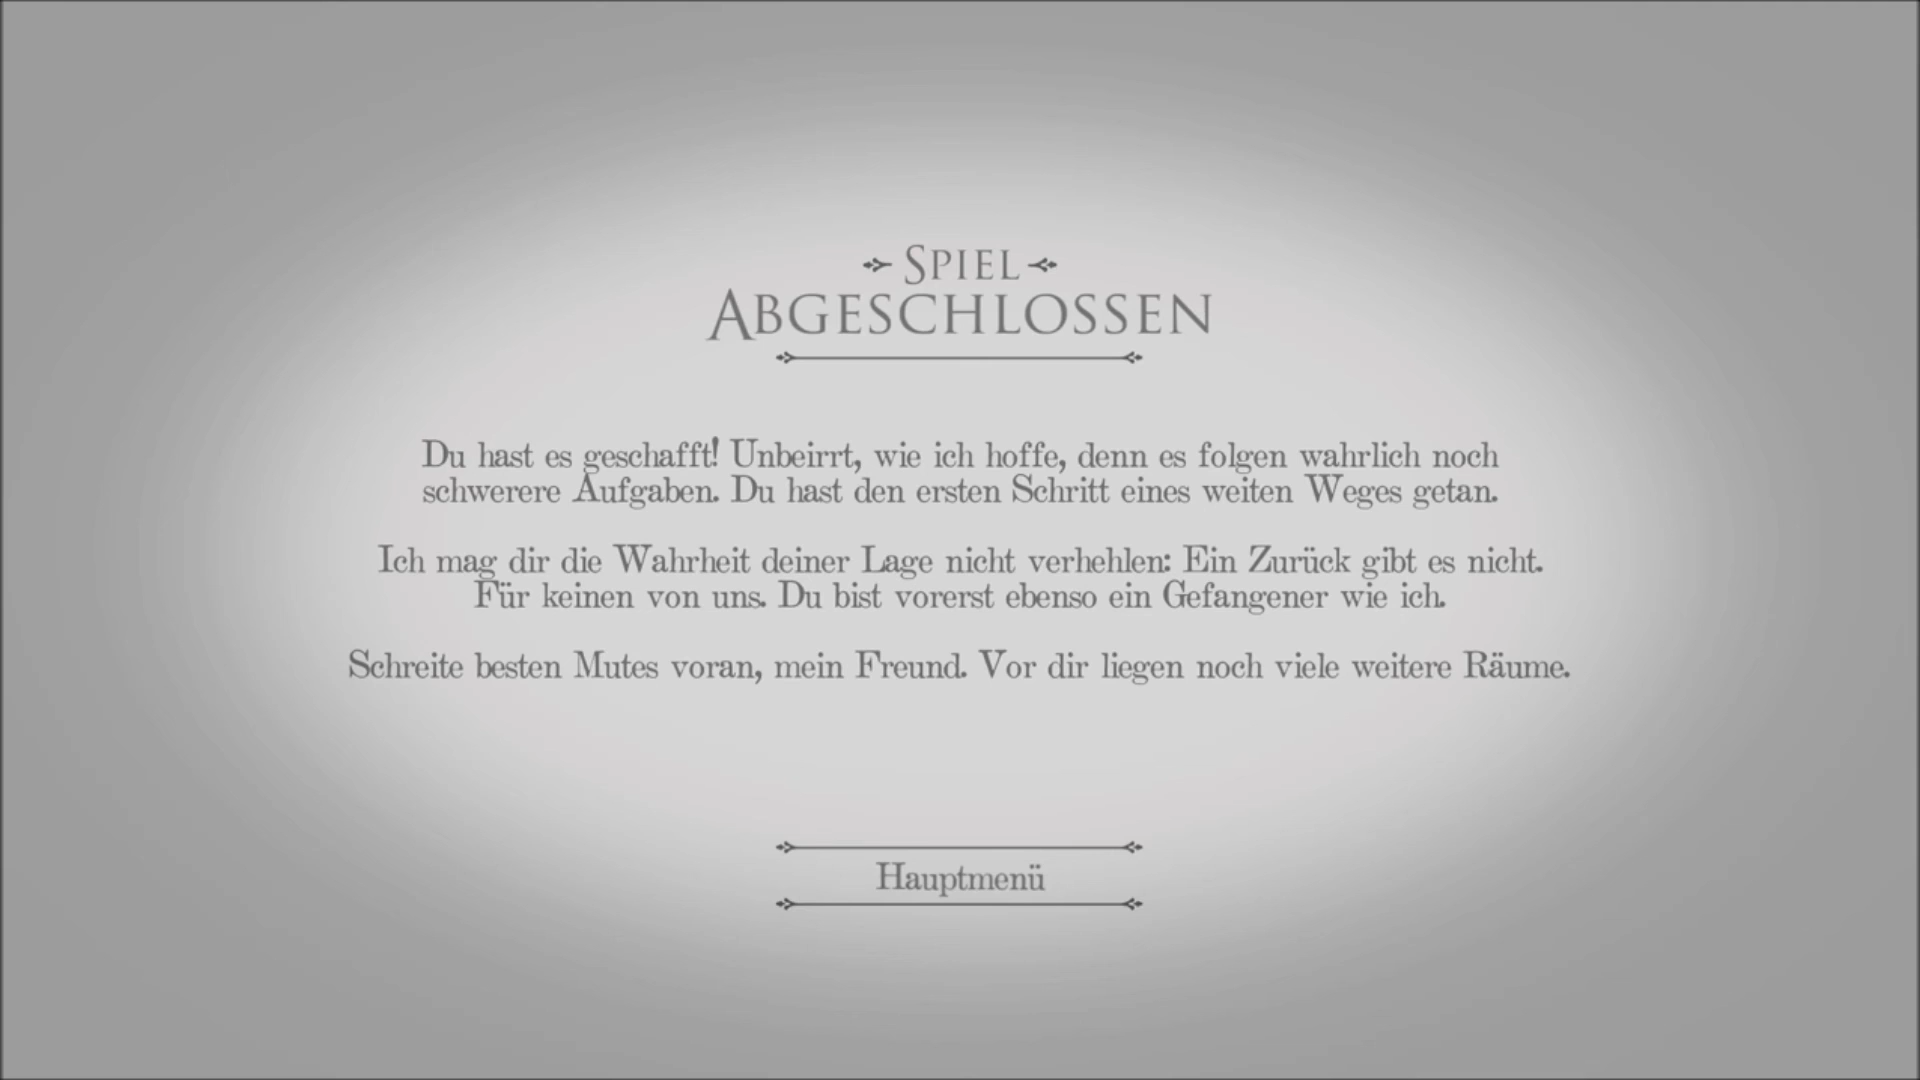 Spiel
Abgeschlossen
Du hast es geschafft! Unbeirrt, wie ich hoffe, denn es folgen wahrlich noch
schwerere Aufgaben. Du hast den ersten Schritt eines weiten Weges getan.
Ich mag dir die Wahrheit deiner Lage nicht verhehlen: Ein Zurück gibt es nicht.
Für keinen von uns. Du bist vorerst ebenso ein Gefangener wie ich.
Schreite besten Mutes voran, mein Freund. Vor dir liegen noch viele weitere Räume.
Hauptmenü